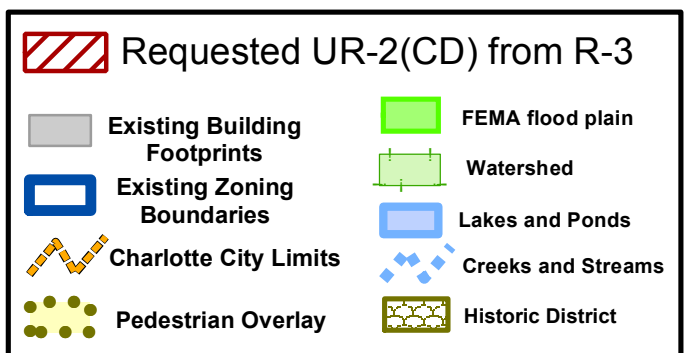 Requested UR-2(CD) from R-3
Existing Building
Footprints
Existing Zoning
Boundaries
Charlotte City Limits
Pedestrian Overlay
FEMA flood plain
Watershed
Lakes and Ponds
Creeks and Streams
Historic District